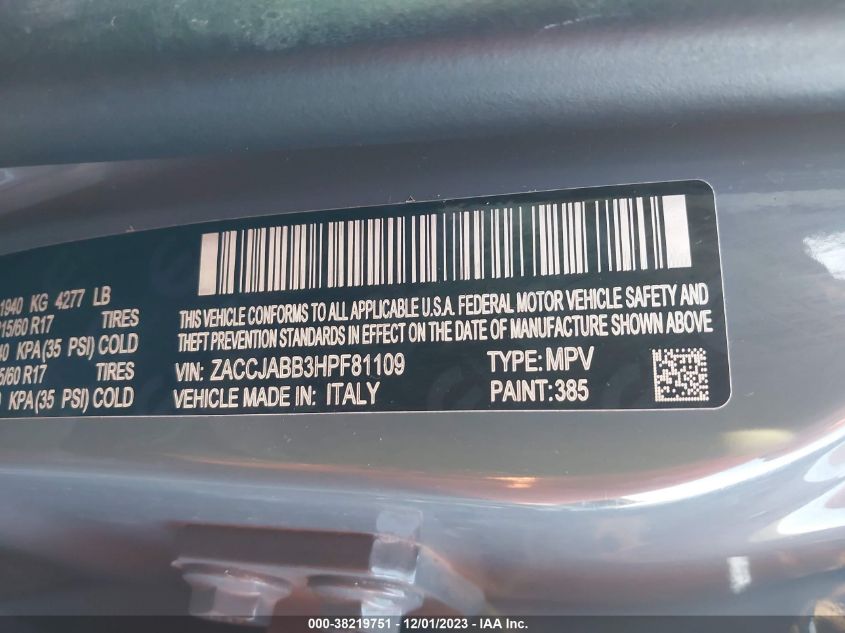 1940 KG 4277 LB
15/60 R17 TIRES
40 KPA(35 PSI) COLD
5/60 R17 TIRES
KPA(35 PSI) COLD
THIS VEHICLE CONFORMS TO ALL APPLICABLE U.S.A. FEDERAL MOTOR VEHICLE SAFETY AND
THEFT PREVENTION STANDARDS IN EFFECT ON THE DATE OF MANUFACTURE SHOWN ABOVE
VIN: ZACCJABB3HPF81109 TYPE: MPV
VEHICLE MADE IN: ITALY PAINT:385
000-38219751 - 12/01/2023 - IAA Inc.